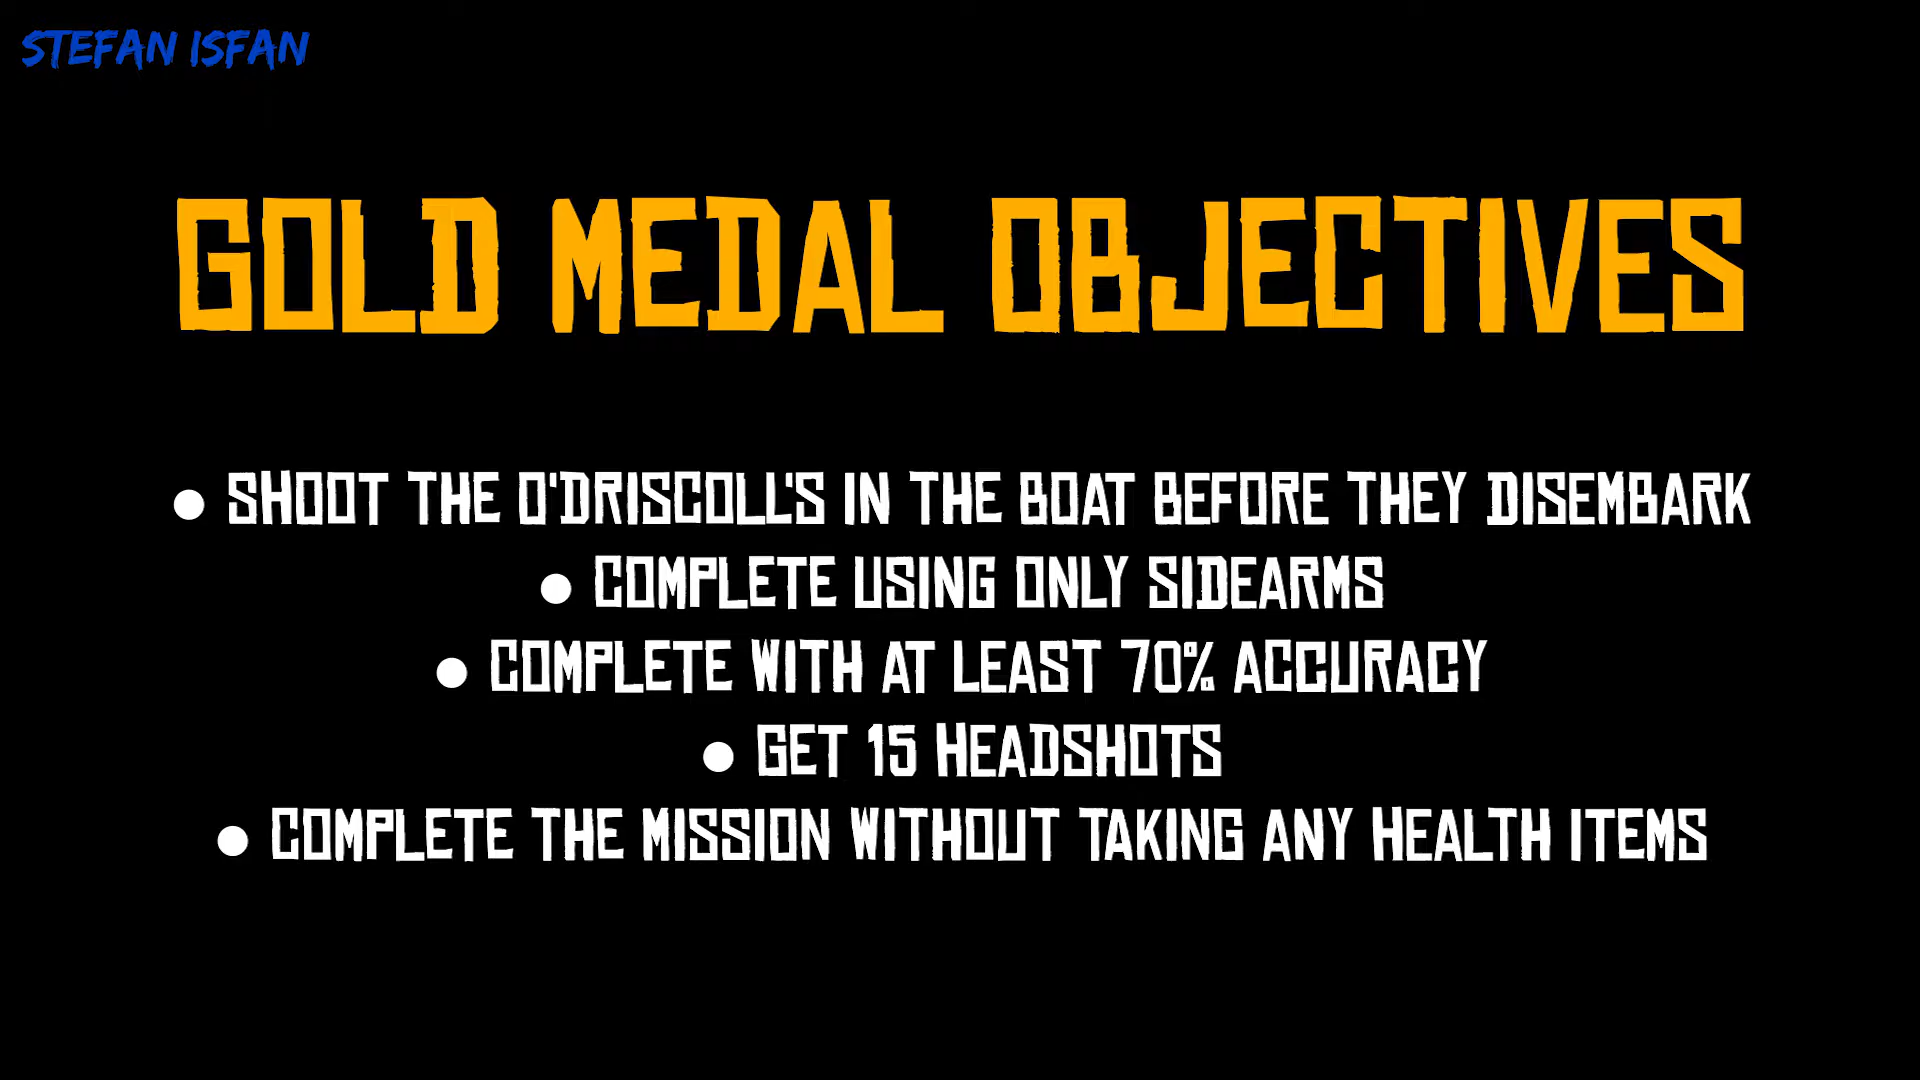 STEFAN ISFAN
GOLD MEDAL OBJECTIVES
● SHOOT THE O'DRISCOLL'S IN THE BOAT BEFORE THEY DISEMBARK
● COMPLETE USING ONLY SIDEARMS
● COMPLETE WITH AT LEAST 70% ACCURACY
● GET 15 HEADSHOTS
● COMPLETE THE MISSION WITHOUT TAKING ANY HEALTH ITEMS